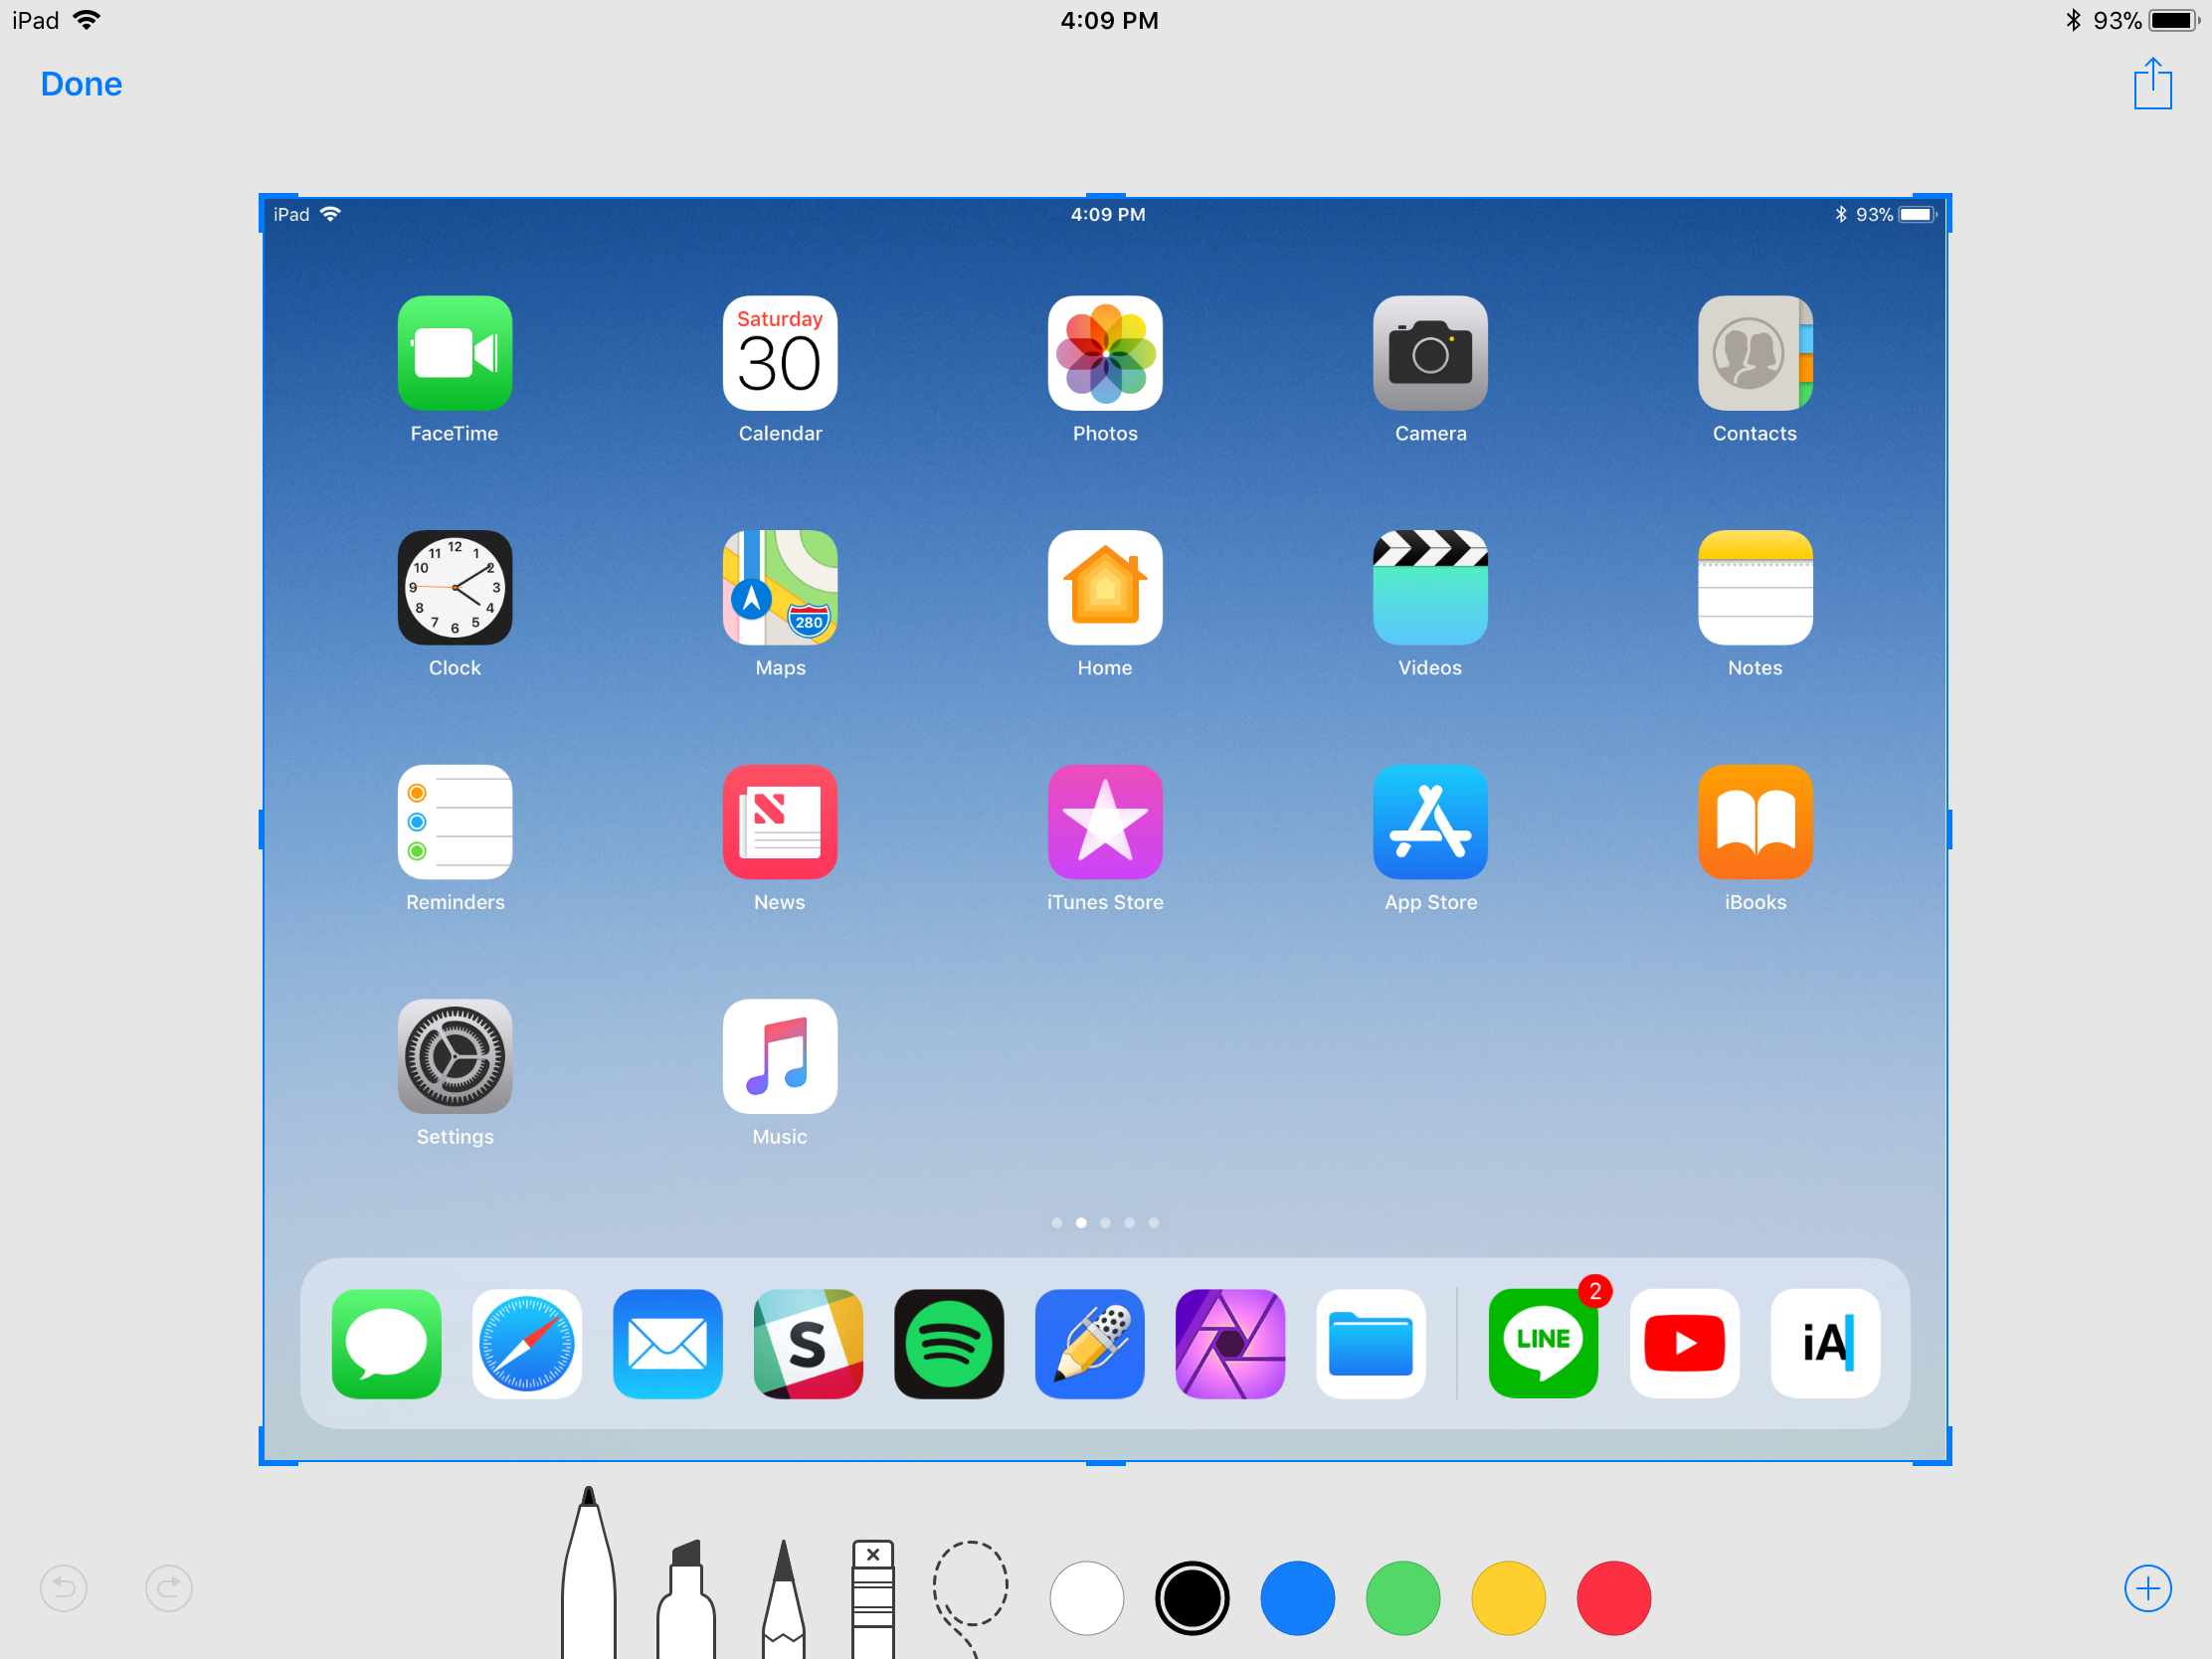 iPad 4:09 PM 93%
Done
iPad 4:09 PM 93%
Saturday
30
FaceTime Calendar Photos Camera Contacts
11 12 1
10 2
9 3
8 4
7 6 5
280
Clock Maps Home Videos Notes
Reminders News iTunes Store App Store iBooks
Settings Music
2
S LINE iA